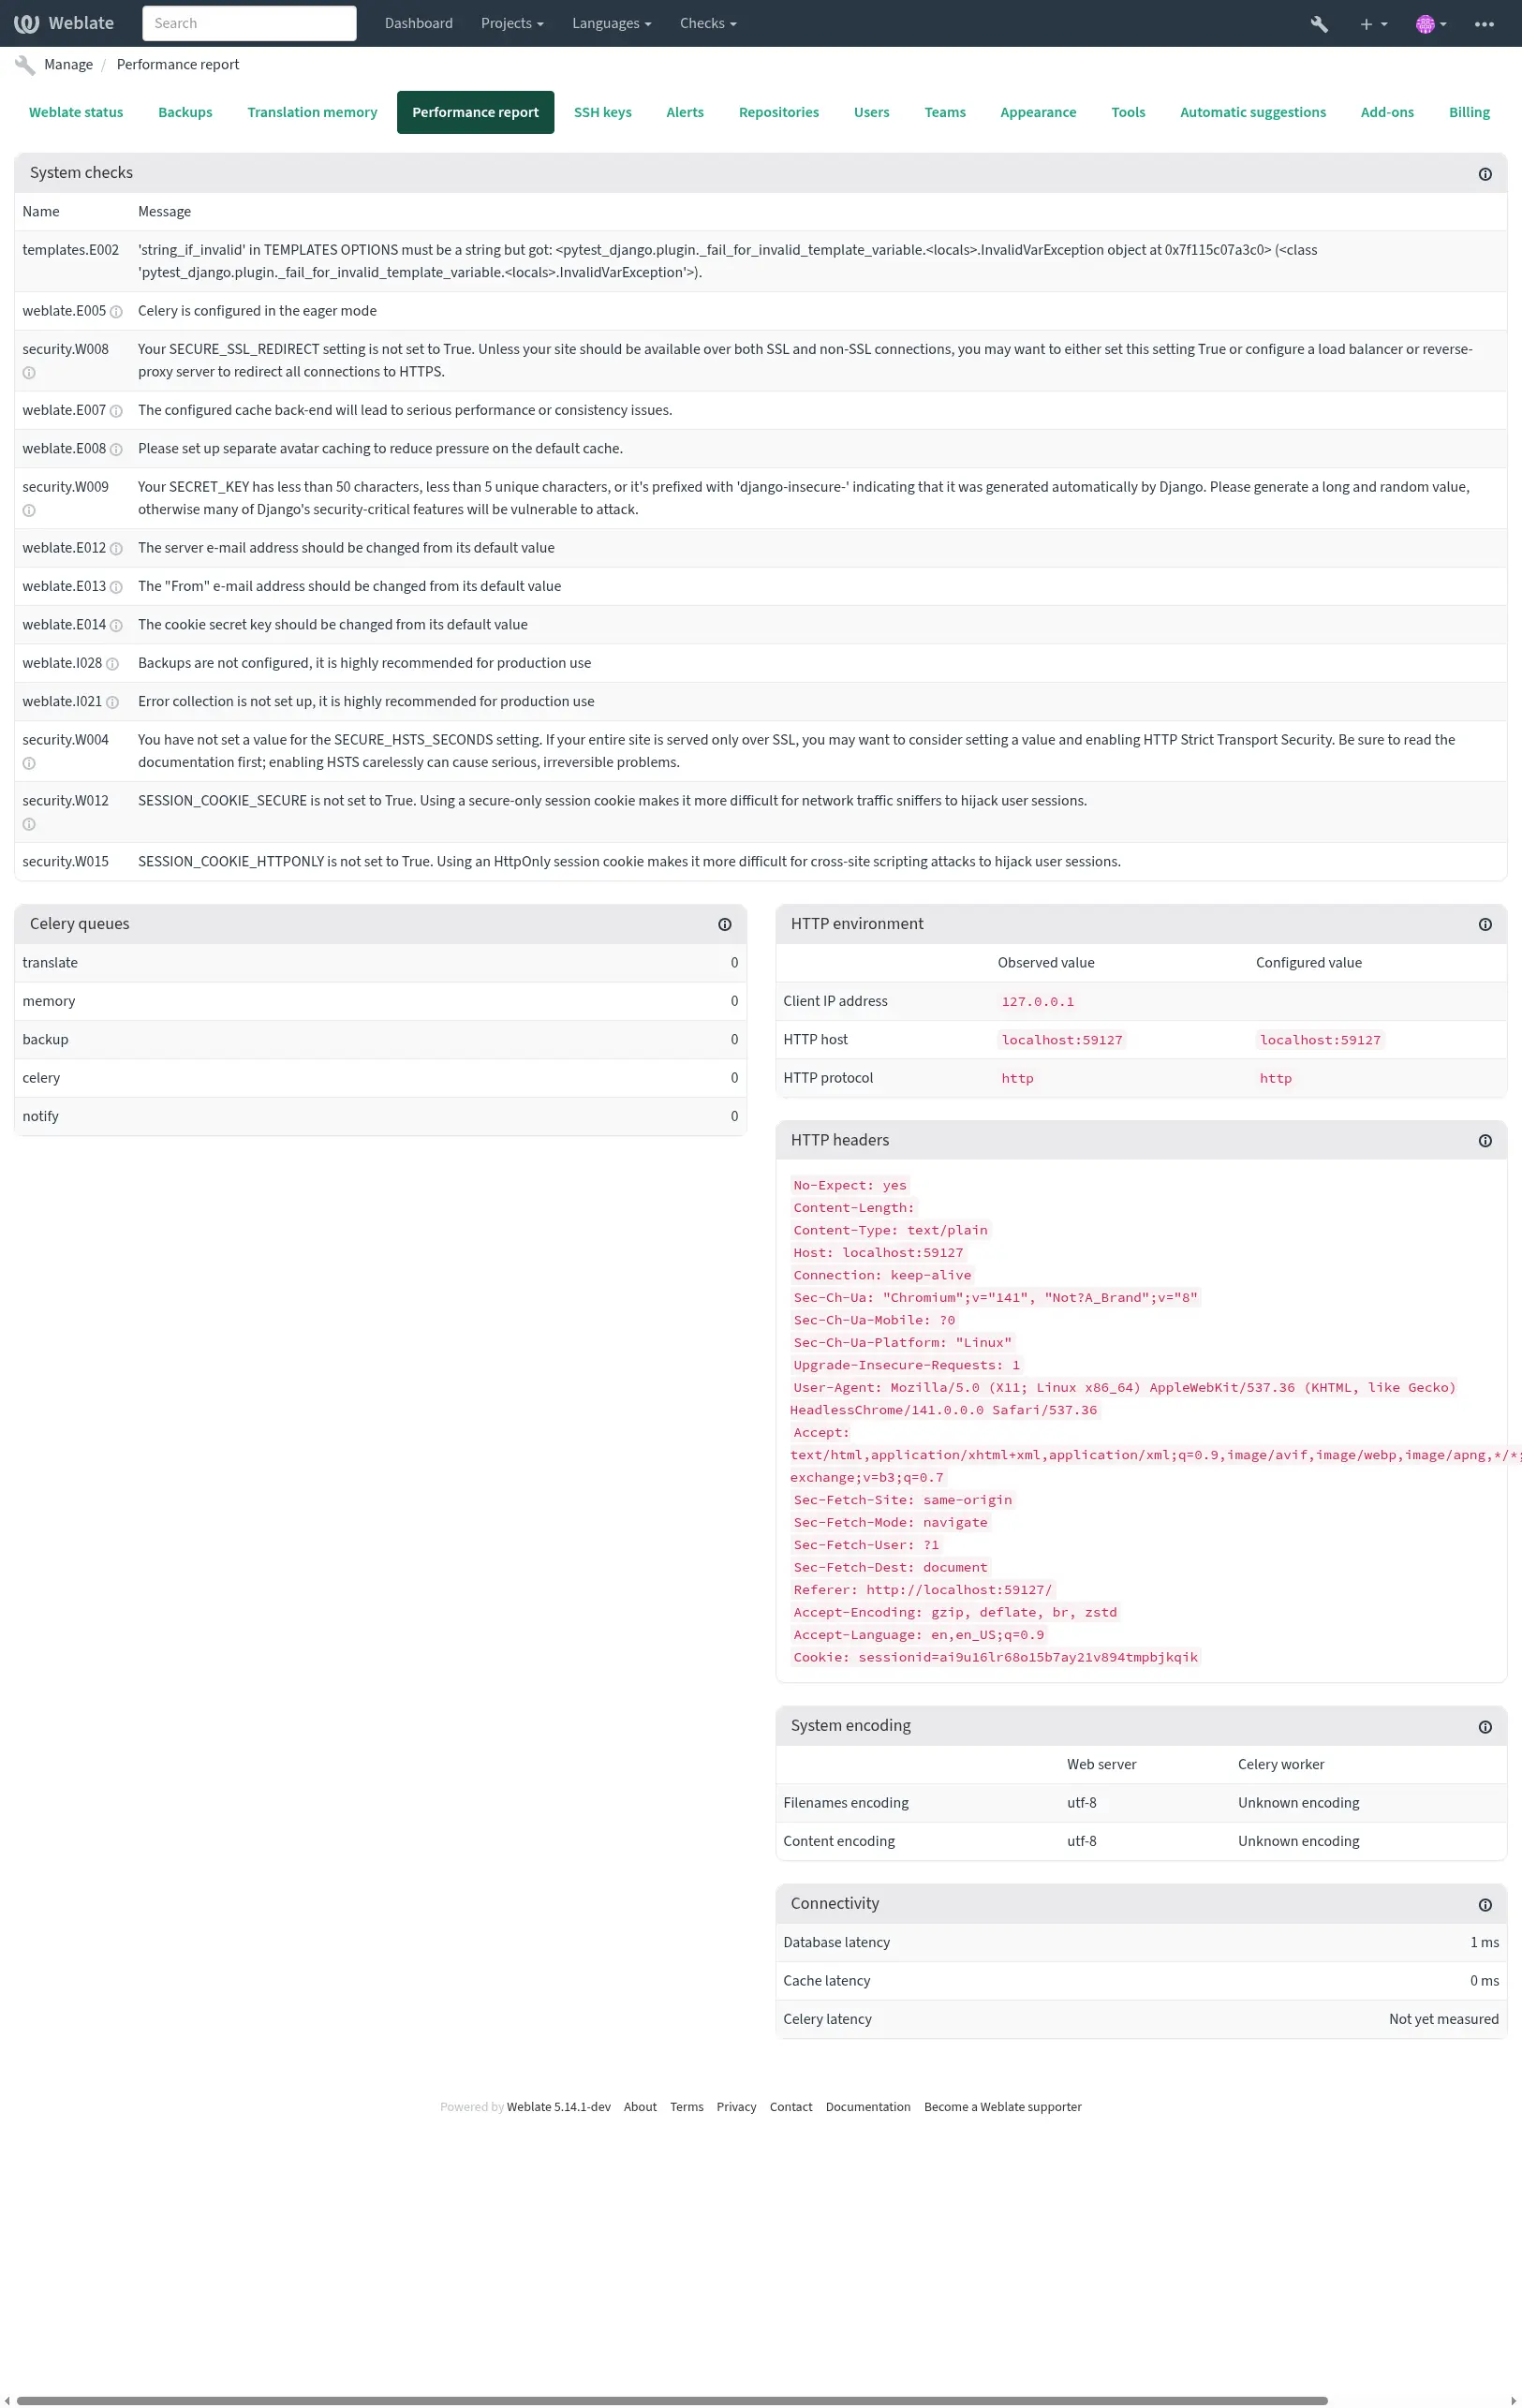 Weblate
Search
Dashboard
Projects
Languages
Checks
Manage / Performance report
Weblate status
Backups
Translation memory
Performance report
SSH keys
Alerts
Repositories
Users
Teams
Appearance
Tools
Automatic suggestions
Add-ons
Billing
System checks
Name Message
templates.E002 'string_if_invalid' in TEMPLATES OPTIONS must be a string but got: <pytest_django.plugin._fail_for_invalid_template_variable.<locals>.InvalidVarException object at 0x7f115c07a3c0> (<class
'pytest_django.plugin._fail_for_invalid_template_variable.<locals>.InvalidVarException'>).
weblate.E005 Celery is configured in the eager mode
security.W008 Your SECURE_SSL_REDIRECT setting is not set to True. Unless your site should be available over both SSL and non-SSL connections, you may want to either set this setting True or configure a load balancer or reverse-
proxy server to redirect all connections to HTTPS.
weblate.E007 The configured cache back-end will lead to serious performance or consistency issues.
weblate.E008 Please set up separate avatar caching to reduce pressure on the default cache.
security.W009 Your SECRET_KEY has less than 50 characters, less than 5 unique characters, or it's prefixed with 'django-insecure-' indicating that it was generated automatically by Django. Please generate a long and random value,
otherwise many of Django's security-critical features will be vulnerable to attack.
weblate.E012 The server e-mail address should be changed from its default value
weblate.E013 The "From" e-mail address should be changed from its default value
weblate.E014 The cookie secret key should be changed from its default value
weblate.I028 Backups are not configured, it is highly recommended for production use
weblate.I021 Error collection is not set up, it is highly recommended for production use
security.W004 You have not set a value for the SECURE_HSTS_SECONDS setting. If your entire site is served only over SSL, you may want to consider setting a value and enabling HTTP Strict Transport Security. Be sure to read the
documentation first; enabling HSTS carelessly can cause serious, irreversible problems.
security.W012 SESSION_COOKIE_SECURE is not set to True. Using a secure-only session cookie makes it more difficult for network traffic sniffers to hijack user sessions.
security.W015 SESSION_COOKIE_HTTPONLY is not set to True. Using an HttpOnly session cookie makes it more difficult for cross-site scripting attacks to hijack user sessions.
Celery queues
translate 0
memory 0
backup 0
celery 0
notify 0
HTTP environment
Observed value Configured value
Client IP address 127.0.0.1
HTTP host localhost:59127 localhost:59127
HTTP protocol http http
HTTP headers
No-Expect: yes
Content-Length:
Content-Type: text/plain
Host: localhost:59127
Connection: keep-alive
Sec-Ch-Ua: "Chromium";v="141", "Not?A_Brand";v="8"
Sec-Ch-Ua-Mobile: ?0
Sec-Ch-Ua-Platform: "Linux"
Upgrade-Insecure-Requests: 1
User-Agent: Mozilla/5.0 (X11; Linux x86_64) AppleWebKit/537.36 (KHTML, like Gecko)
HeadlessChrome/141.0.0.0 Safari/537.36
Accept:
text/html,application/xhtml+xml,application/xml;q=0.9,image/avif,image/webp,image/apng,*/*;
exchange;v=b3;q=0.7
Sec-Fetch-Site: same-origin
Sec-Fetch-Mode: navigate
Sec-Fetch-User: ?1
Sec-Fetch-Dest: document
Referer: http://localhost:59127/
Accept-Encoding: gzip, deflate, br, zstd
Accept-Language: en,en_US;q=0.9
Cookie: sessionid=ai9u16lr68o15b7ay21v894tmpbjkqik
System encoding
Web server Celery worker
Filenames encoding utf-8 Unknown encoding
Content encoding utf-8 Unknown encoding
Connectivity
Database latency 1 ms
Cache latency 0 ms
Celery latency Not yet measured
Powered by Weblate 5.14.1-dev About Terms Privacy Contact Documentation Become a Weblate supporter